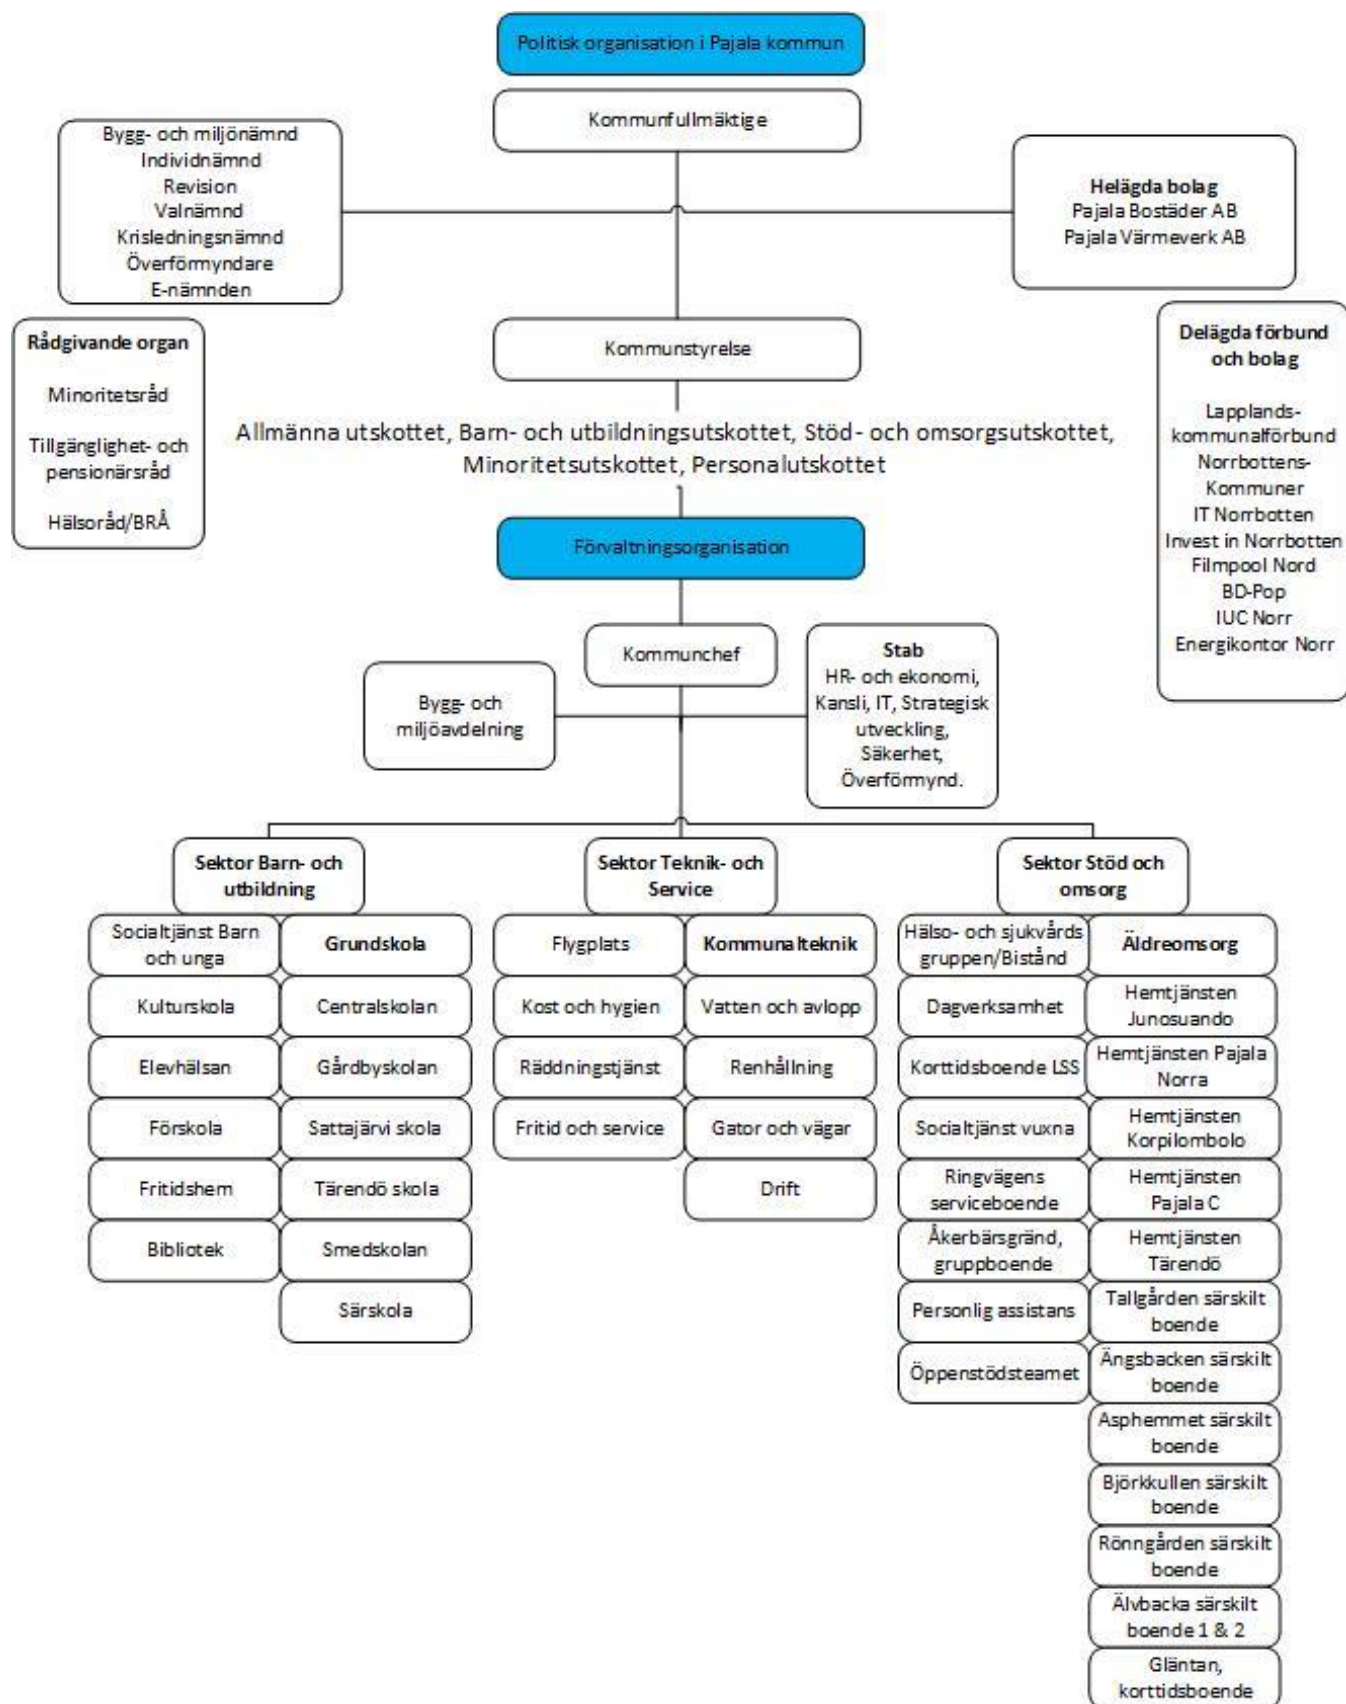 Politisk organisation i Pajala kommun
Kommunfullmäktige
Bygg- och miljönämnd
Individnämnd
Revision
Valnämnd
Krisledningsnämnd
Överförmyndare
E-nämnden
Helägda bolag
Pajala Bostäder AB
Pajala Värmeverk AB
Rådgivande organ
Minoritetsråd
Tillgänglighet- och
pensionärsråd
Hälsoråd/BRÅ
Kommunstyrelse
Delägda förbund
och bolag
Lapplands-
kommunalförbund
Norrbottens-
Kommuner
IT Norrbotten
Invest in Norrbotten
Filmpool Nord
BD-Pop
IUC Norr
Energikontor Norr
Allmänna utskottet, Barn- och utbildningsutskottet, Stöd- och omsorgsutskottet,
Minoritetsutskottet, Personalutskottet
Förvaltningsorganisation
Kommunchef
Bygg- och
miljöavdelning
Stab
HR- och ekonomi,
Kansli, IT, Strategisk
utveckling,
Säkerhet,
Överförmynd.
Sektor Barn- och
utbildning
Socialtjänst Barn
och unga
Kulturskola
Elevhälsan
Förskola
Fritidshem
Bibliotek
Grundskola
Centralskolan
Gårdbyskolan
Sattajärvi skola
Tärendö skola
Smedskolan
Särskola
Sektor Teknik- och
Service
Flygplats
Kost och hygien
Räddningstjänst
Fritid och service
Kommunalteknik
Vatten och avlopp
Renhållning
Gator och vägar
Drift
Sektor Stöd och
omsorg
Hälso- och sjukvårds
gruppen/Bistånd
Dagverksamhet
Korttidsboende LSS
Socialtjänst vuxna
Ringvägens
serviceboende
Åkerbärsgränd,
gruppboende
Personlig assistans
Öppenstödsteamet
Äldreomsorg
Hemtjänsten
Junosuando
Hemtjänsten Pajala
Norra
Hemtjänsten
Korpilombolo
Hemtjänsten
Pajala C
Hemtjänsten
Tärendö
Tallgården särskilt
boende
Ängsbacken särskilt
boende
Asphemmet särskilt
boende
Björkkullen särskilt
boende
Rönngården särskilt
boende
Älvbacka särskilt
boende 1 & 2
Gläntan,
korttidsboende